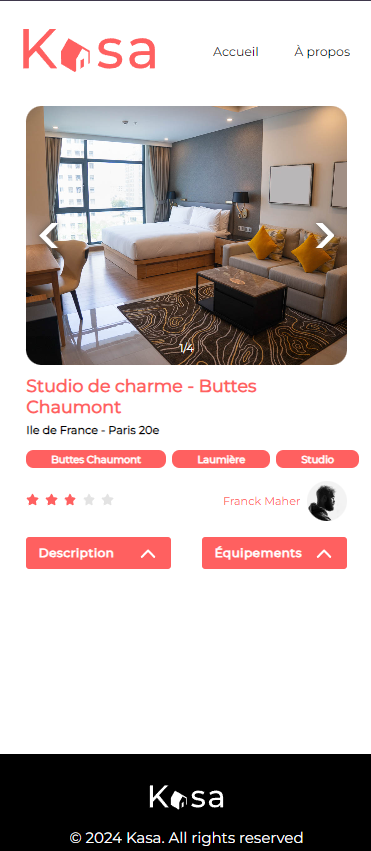 Kasa
Accueil À propos
1/4
Studio de charme - Buttes
Chaumont
Ile de France - Paris 20e
Buttes Chaumont Laumière Studio
Franck Maher
Description Équipements
Kasa
© 2024 Kasa. All rights reserved